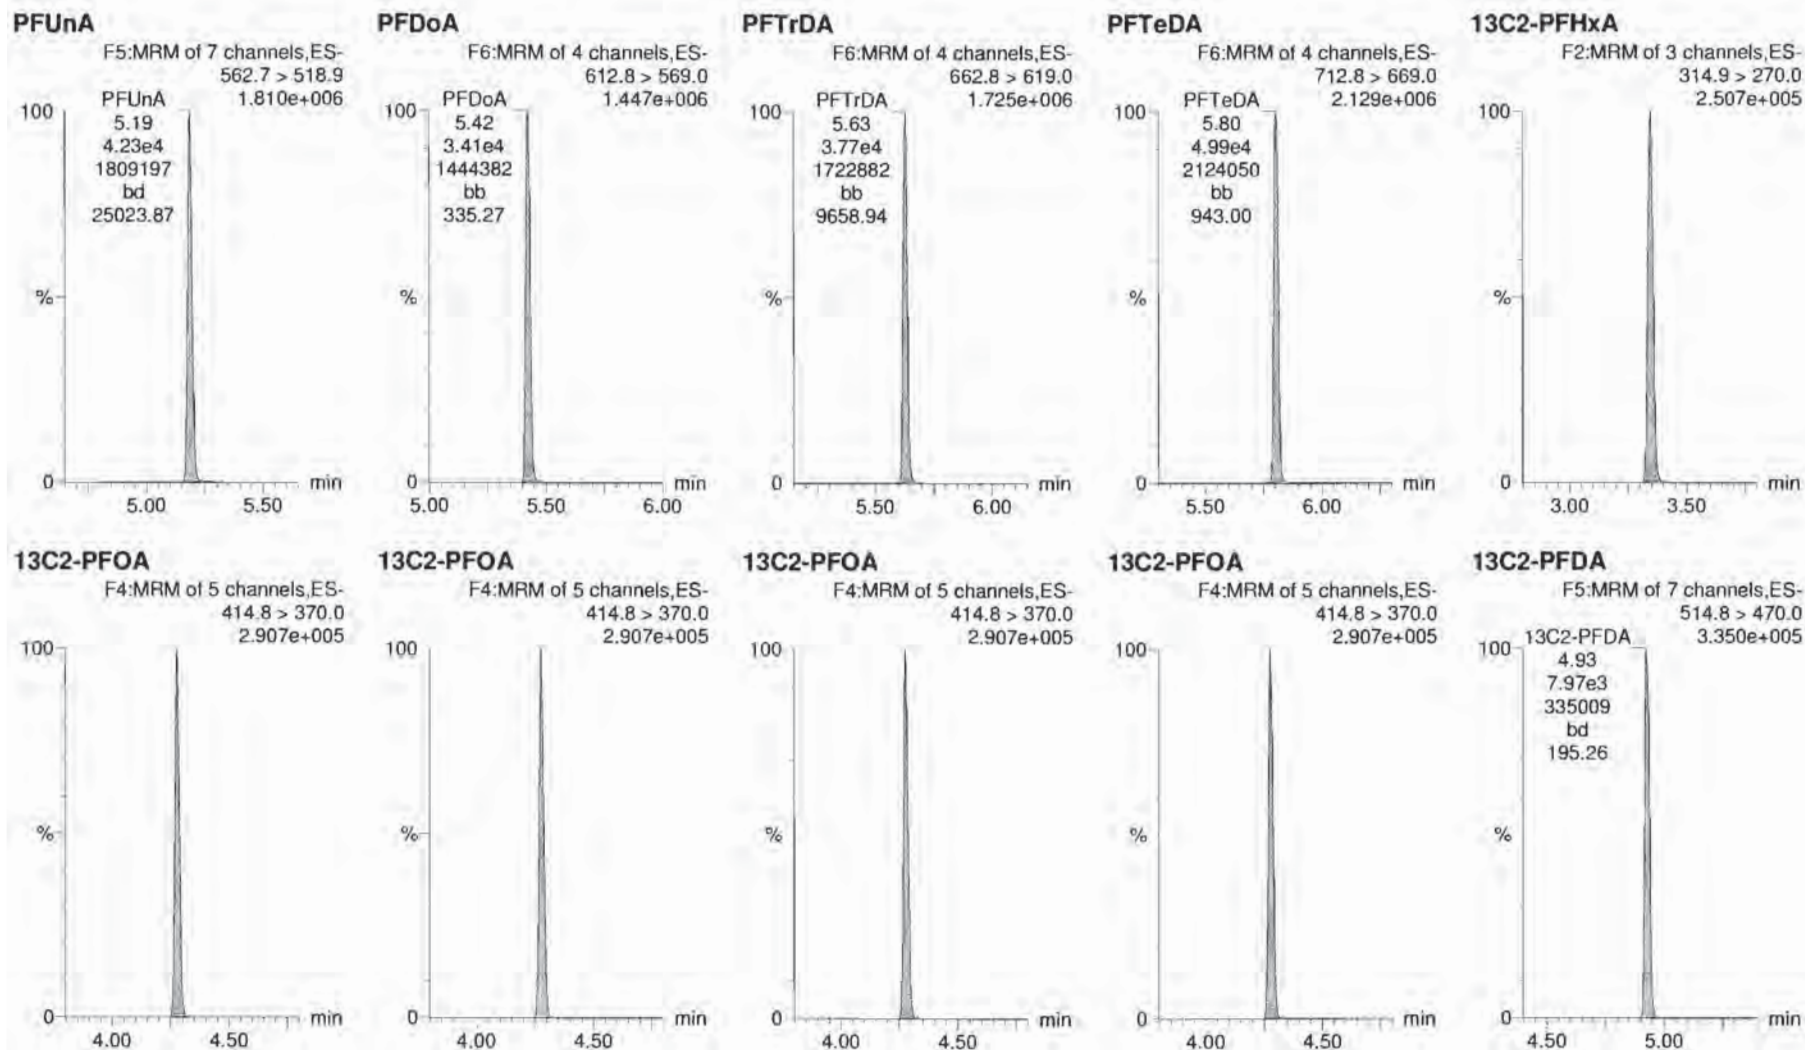 PFUnA
F5:MRM of 7 channels,ES-
562.7 > 518.9
1.810e+006
PFUnA
5.19
4.23e4
1809197
bd
25023.87
100
%
0
5.00 5.50
min
PFDoA
F6:MRM of 4 channels,ES-
612.8 > 569.0
1.447e+006
PFDoA
5.42
3.41e4
1444382
bb
335.27
100
%
0
5.00 5.50 6.00
min
PFTrDA
F6:MRM of 4 channels,ES-
662.8 > 619.0
1.725e+006
PFTrDA
5.63
3.77e4
1722882
bb
9658.94
100
%
0
5.50 6.00
min
PFTeDA
F6:MRM of 4 channels,ES-
712.8 > 669.0
2.129e+006
PFTeDA
5.80
4.99e4
2124050
bb
943.00
100
%
0
5.50 6.00
min
13C2-PFHxA
F2:MRM of 3 channels,ES-
314.9 > 270.0
2.507e+005
100
%
0
3.00 3.50
min
13C2-PFOA
F4:MRM of 5 channels,ES-
414.8 > 370.0
2.907e+005
100
%
0
4.00 4.50
min
13C2-PFOA
F4:MRM of 5 channels,ES-
414.8 > 370.0
2.907e+005
100
%
0
4.00 4.50
min
13C2-PFOA
F4:MRM of 5 channels,ES-
414.8 > 370.0
2.907e+005
100
%
0
4.00 4.50
min
13C2-PFOA
F4:MRM of 5 channels,ES-
414.8 > 370.0
2.907e+005
100
%
0
4.00 4.50
min
13C2-PFDA
F5:MRM of 7 channels,ES-
514.8 > 470.0
3.350e+005
13C2-PFDA
4.93
7.97e3
335009
bd
195.26
100
%
0
4.50 5.00
min